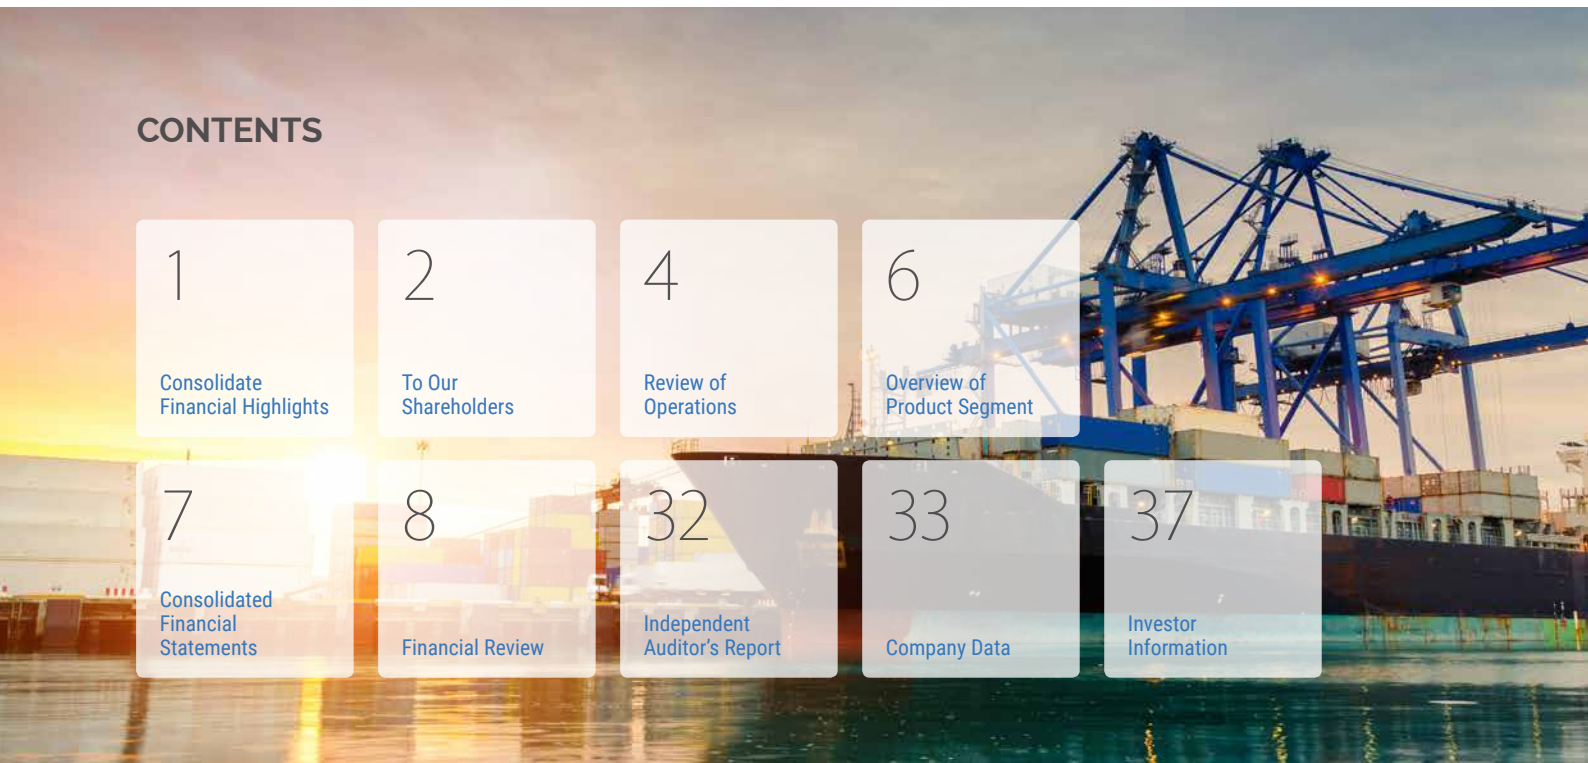 CONTENTS
1
Consolidate
Financial Highlights
2
To Our
Shareholders
4
Review of
Operations
6
Overview of
Product Segment
7
Consolidated
Financial
Statements
8
Financial Review
32
Independent
Auditor’s Report
33
Company Data
37
Investor
Information